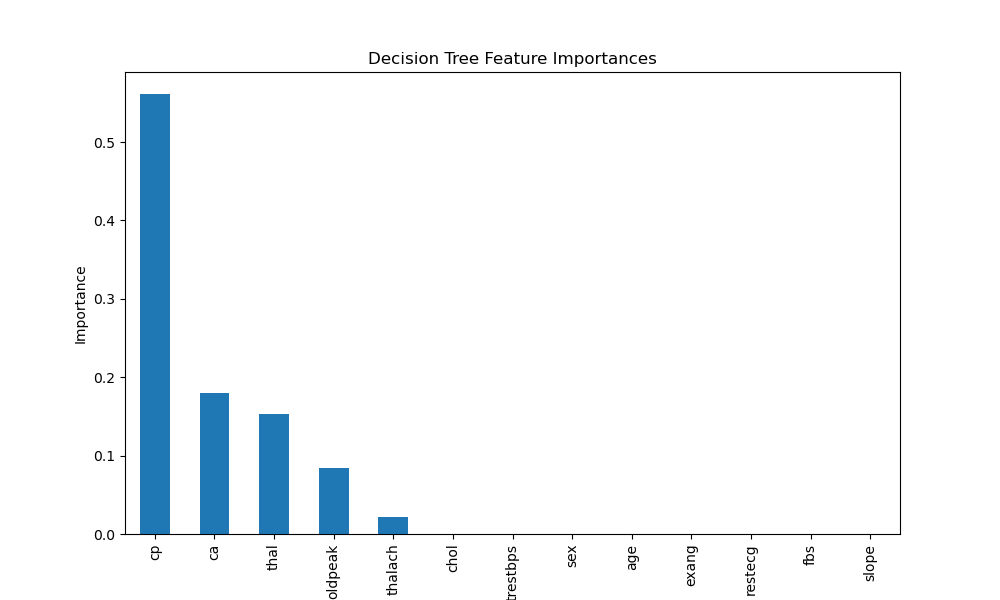 Decision Tree Feature Importances
Importance
0.5
0.4
0.3
0.2
0.1
0.0
cp
ca
thal
oldpeak
thalach
chol
trestbps
sex
age
exang
restecg
fbs
slope